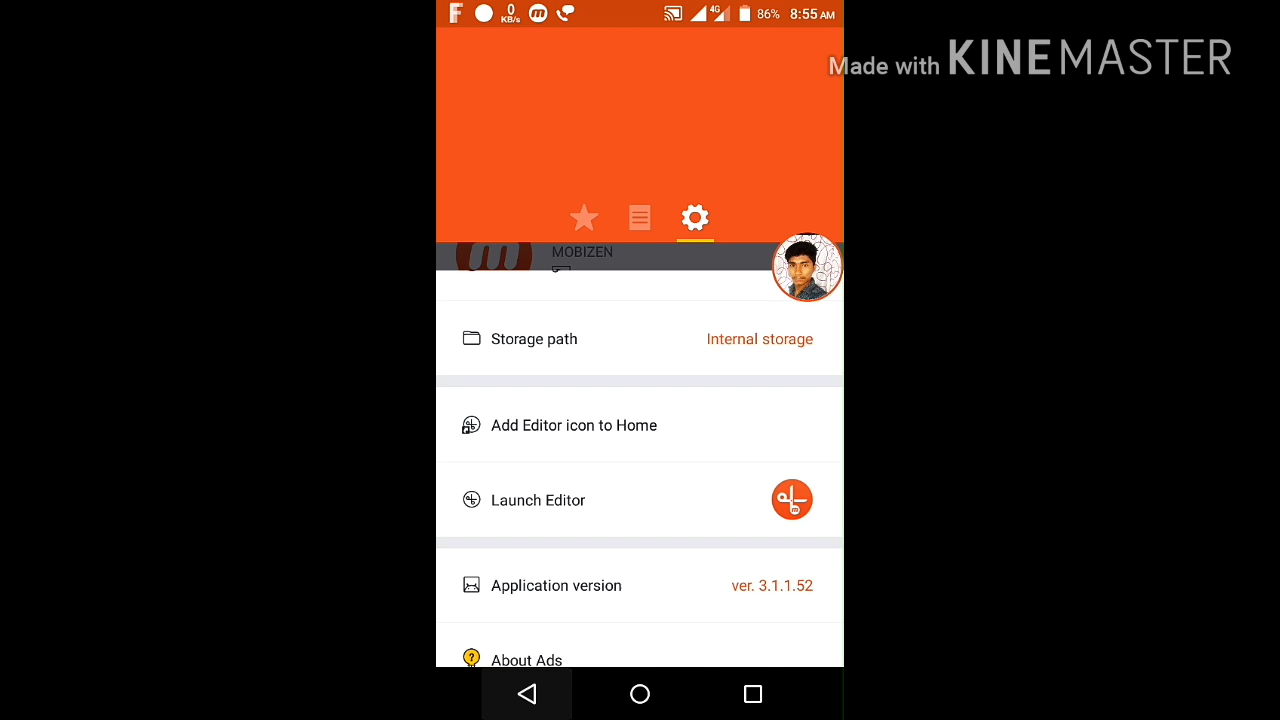 0
KB/s
4G
86%
8:55 AM
Made with KINEMASTER
MOBIZEN
Storage path
Internal storage
Add Editor icon to Home
Launch Editor
Application version
ver. 3.1.1.52
About Ads